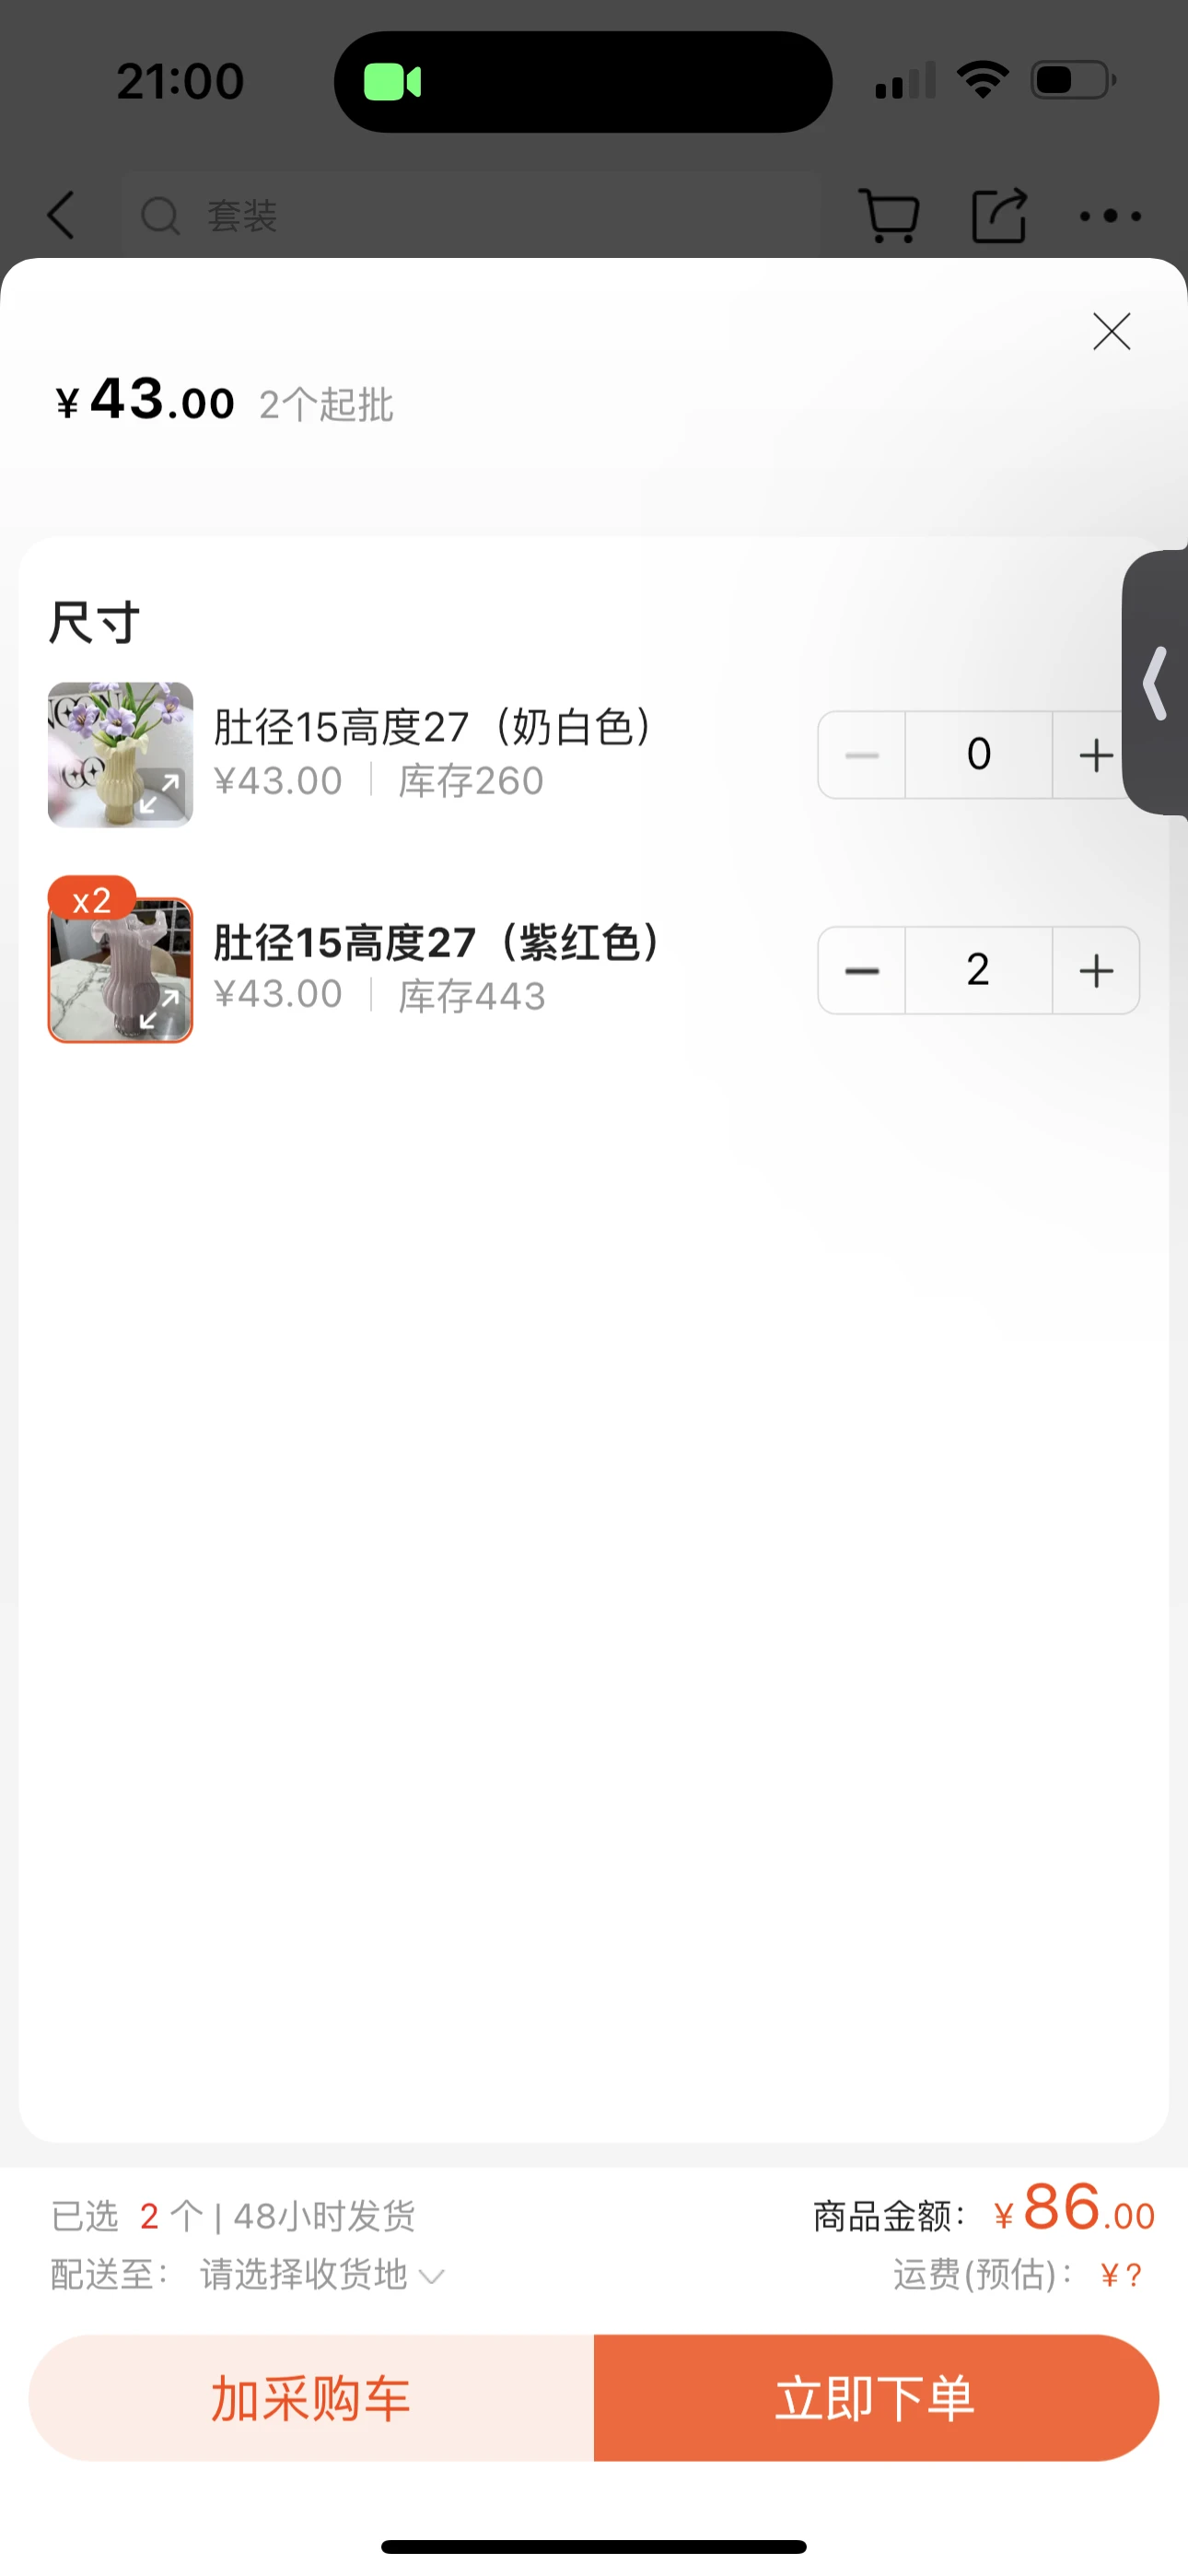 21:00
套装
¥43.00 2个起批
尺寸
肚径15高度27（奶白色）
¥43.00 库存260
0
x2
肚径15高度27（紫红色）
¥43.00 库存443
2
已选 2 个 | 48小时发货
商品金额： ¥86.00
配送至： 请选择收货地
运费(预估)： ¥?
加采购车
立即下单